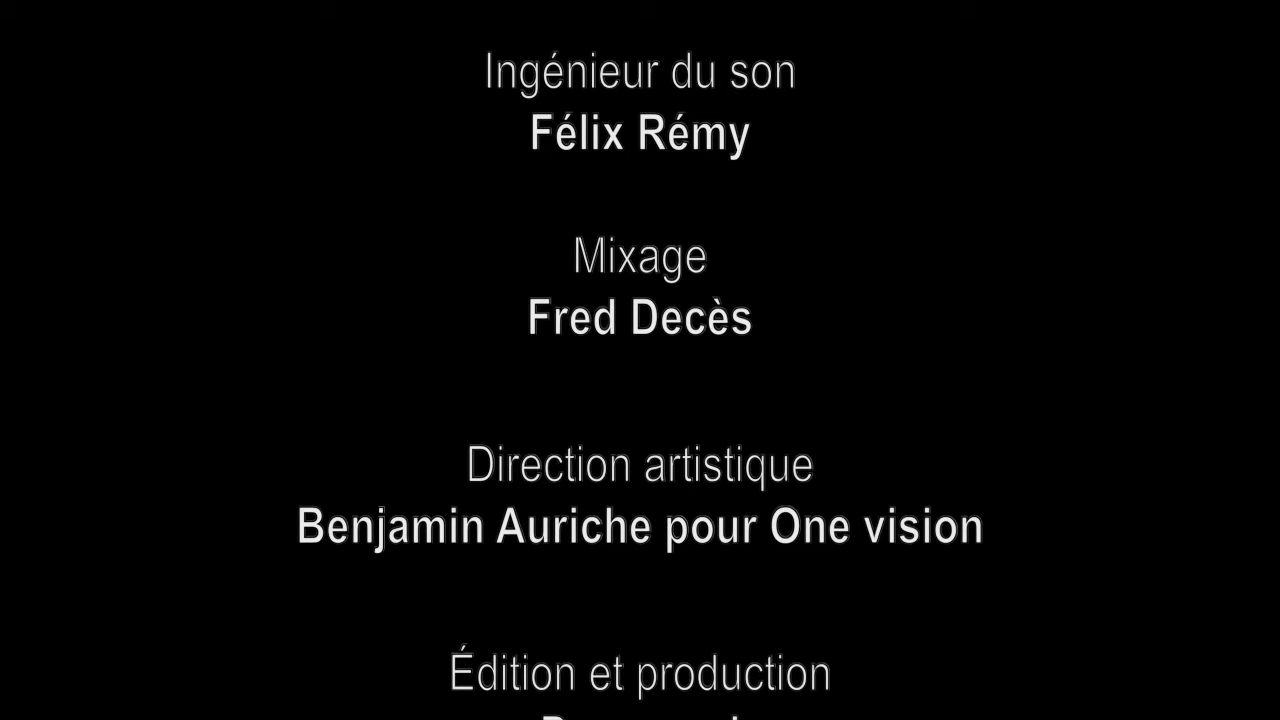 Ingénieur du son
Félix Rémy
Mixage
Fred Decès
Direction artistique
Benjamin Auriche pour One vision
Édition et production